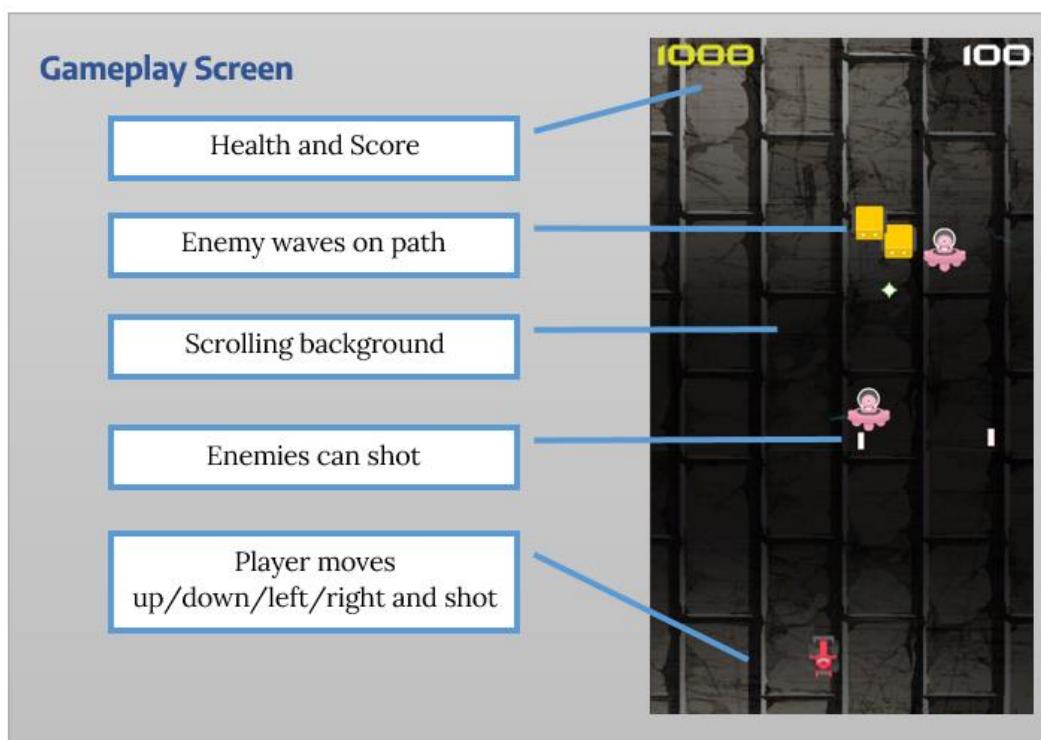 Gameplay Screen
1000
100
Health and Score
Enemy waves on path
Scrolling background
Enemies can shot
Player moves
up/down/left/right and shot